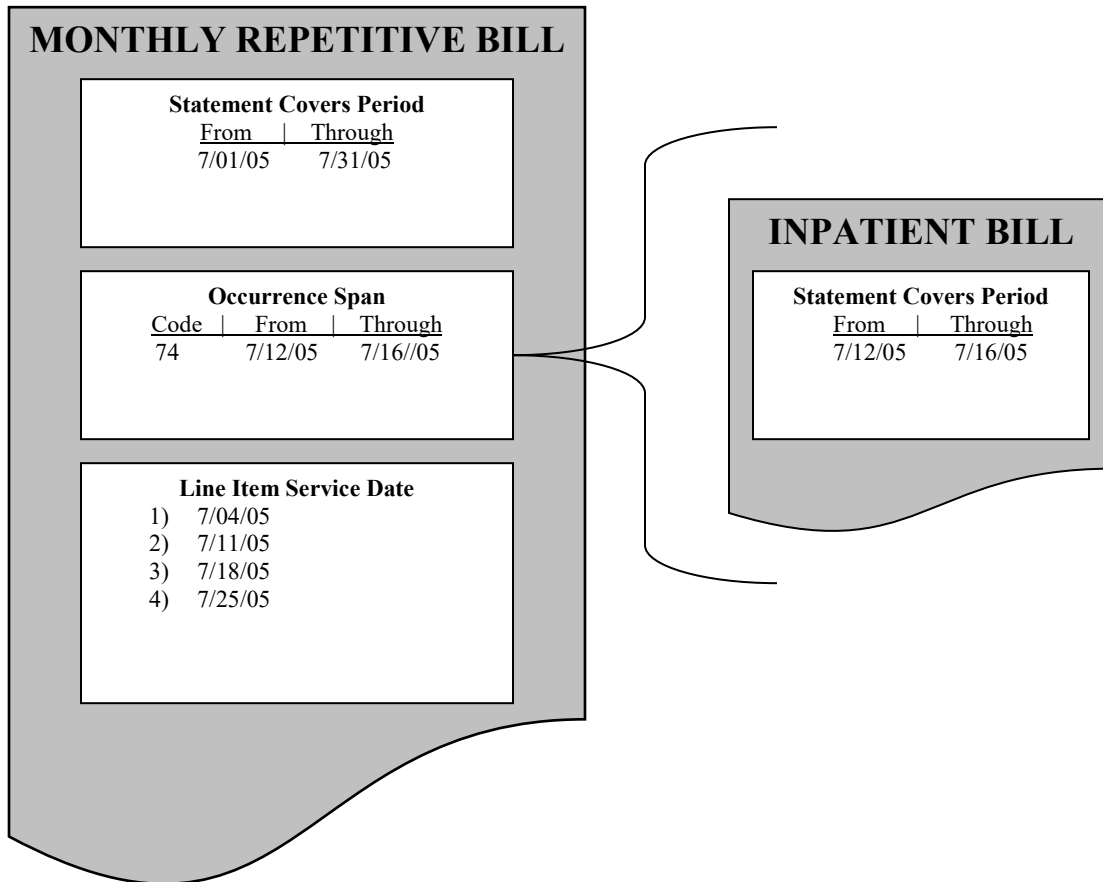 MONTHLY REPETITIVE BILL
Statement Covers Period
From | Through
7/01/05 7/31/05
Occurrence Span
Code | From | Through
74 7/12/05 7/16//05
Line Item Service Date
1) 7/04/05
2) 7/11/05
3) 7/18/05
4) 7/25/05
INPATIENT BILL
Statement Covers Period
From | Through
7/12/05 7/16/05